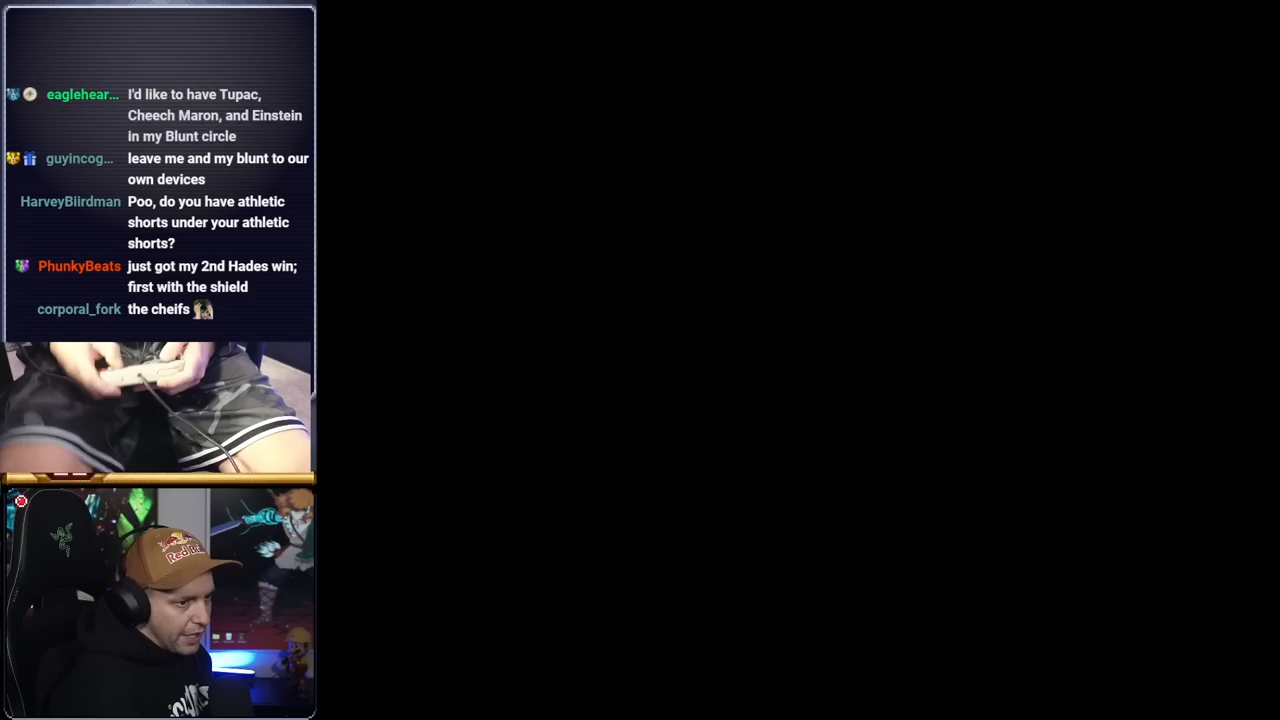 eaglehear... I'd like to have Tupac,
Cheech Maron, and Einstein
in my Blunt circle
guyincog... leave me and my blunt to our
own devices
HarveyBiirdman Poo, do you have athletic
shorts under your athletic
shorts?
PhunkyBeats just got my 2nd Hades win;
first with the shield
corporal_fork the cheifs
Red Bull